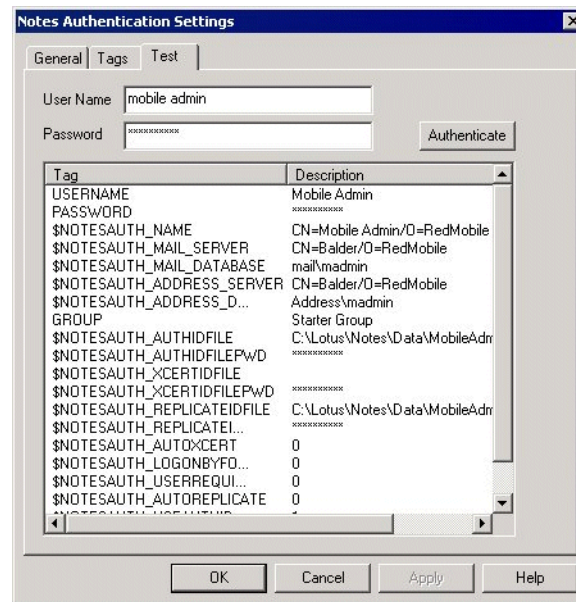 Notes Authentication Settings
General Tags Test
User Name mobile admin
Password ********** Authenticate
Tag Description
USERNAME Mobile Admin
PASSWORD **********
$NOTESAUTH_NAME CN=Mobile Admin/O=RedMobile
$NOTESAUTH_MAIL_SERVER CN=Balder/O=RedMobile
$NOTESAUTH_MAIL_DATABASE mail\madmin
$NOTESAUTH_ADDRESS_SERVER CN=Balder/O=RedMobile
$NOTESAUTH_ADDRESS_D... Address\madmin
GROUP Starter Group
$NOTESAUTH_AUTHIDFILE C:\Lotus\Notes\Data\MobileAdm
$NOTESAUTH_AUTHIDFILEPWD **********
$NOTESAUTH_XCERTIDFILE
$NOTESAUTH_XCERTIDFILEPWD **********
$NOTESAUTH_REPLICATEIDFILE C:\Lotus\Notes\Data\MobileAdm
$NOTESAUTH_REPLICATEI... **********
$NOTESAUTH_AUTOXCERT 0
$NOTESAUTH_LOGONBYFO... 0
$NOTESAUTH_USERREQUI... 0
$NOTESAUTH_AUTOREPLICATE 0
OK Cancel Apply Help